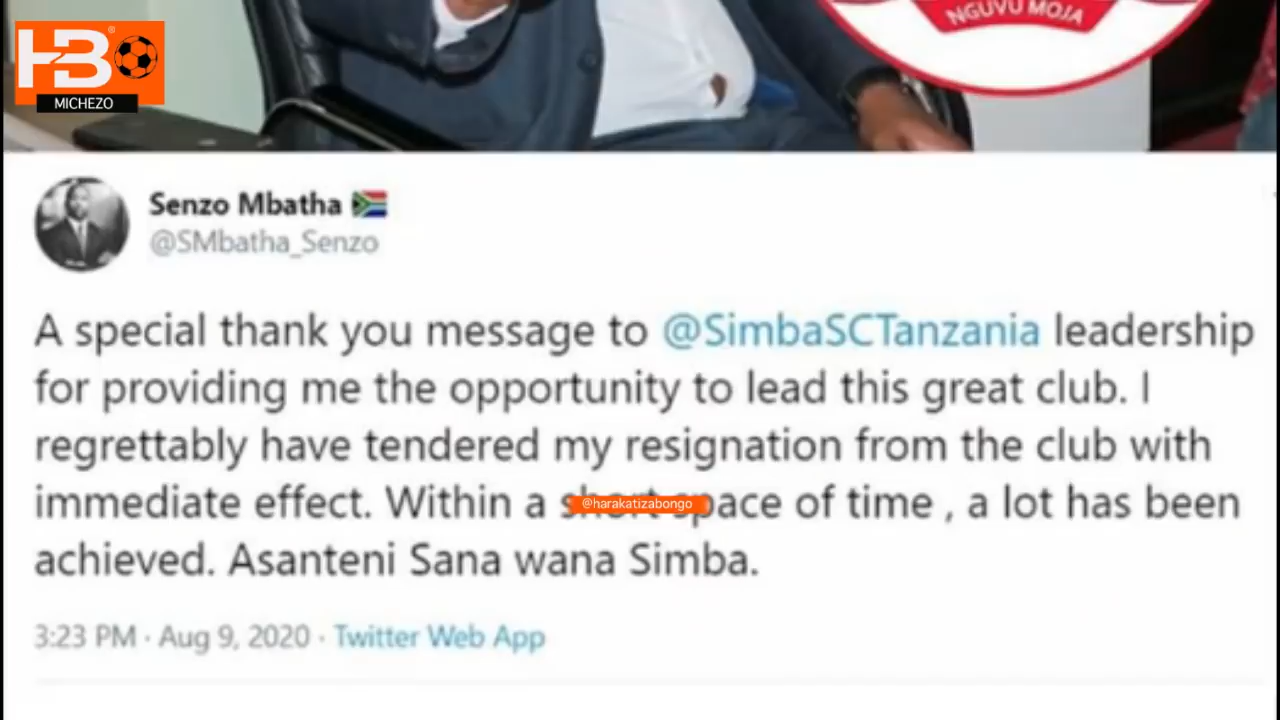 NGUVU MOJA
HB
MICHEZO
Senzo Mbatha
@SMbatha_Senzo
A special thank you message to @SimbaSCTanzania leadership
for providing me the opportunity to lead this great club. I
regrettably have tendered my resignation from the club with
immediate effect. Within a short space of time , a lot has been
@harakatizabongo
achieved. Asanteni Sana wana Simba.
3:23 PM · Aug 9, 2020 · Twitter Web App